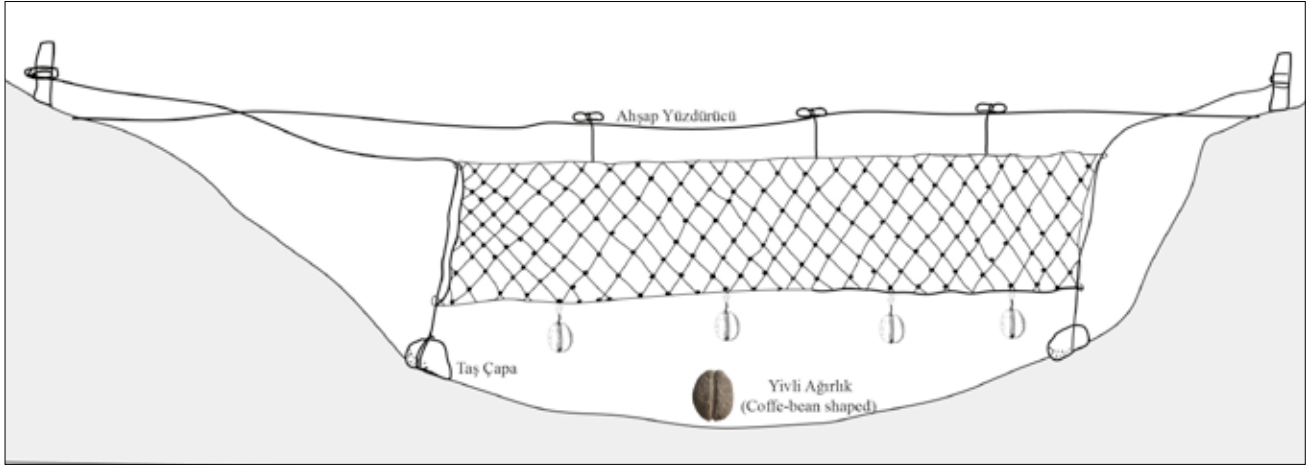 Ahşap Yüzdürücü
Taş Çapa
Yivli Ağırlık
(Coffe-bean shaped)